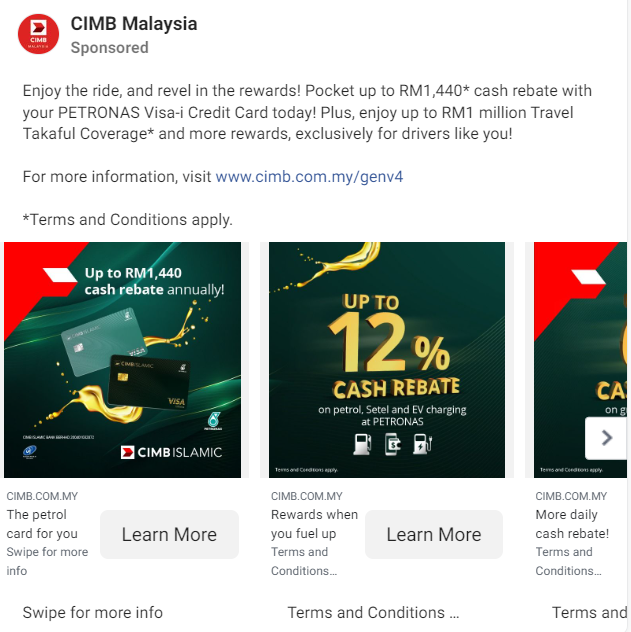 CIMB Malaysia
Sponsored
Enjoy the ride, and revel in the rewards! Pocket up to RM1,440* cash rebate with
your PETRONAS Visa-i Credit Card today! Plus, enjoy up to RM1 million Travel
Takaful Coverage* and more rewards, exclusively for drivers like you!
For more information, visit www.cimb.com.my/genv4
*Terms and Conditions apply.
CIMB
MALAYSIA
Up to RM1,440
cash rebate annually!
CIMB ISLAMIC
CIMB ISLAMIC
VISA
VISA
PETRONAS
CIMB ISLAMIC
UP TO
12%
CASH REBATE
on petrol, Setel and EV charging
at PETRONAS
Terms and Conditions apply.
CA
on g
Terms and Conditions apply.
CIMB.COM.MY
The petrol
card for you
Swipe for more
info
Learn More
CIMB.COM.MY
Rewards when
you fuel up
Terms and
Conditions...
Learn More
CIMB.COM.MY
More daily
cash rebate!
Terms and
Conditions...
Swipe for more info
Terms and Conditions ...
Terms and